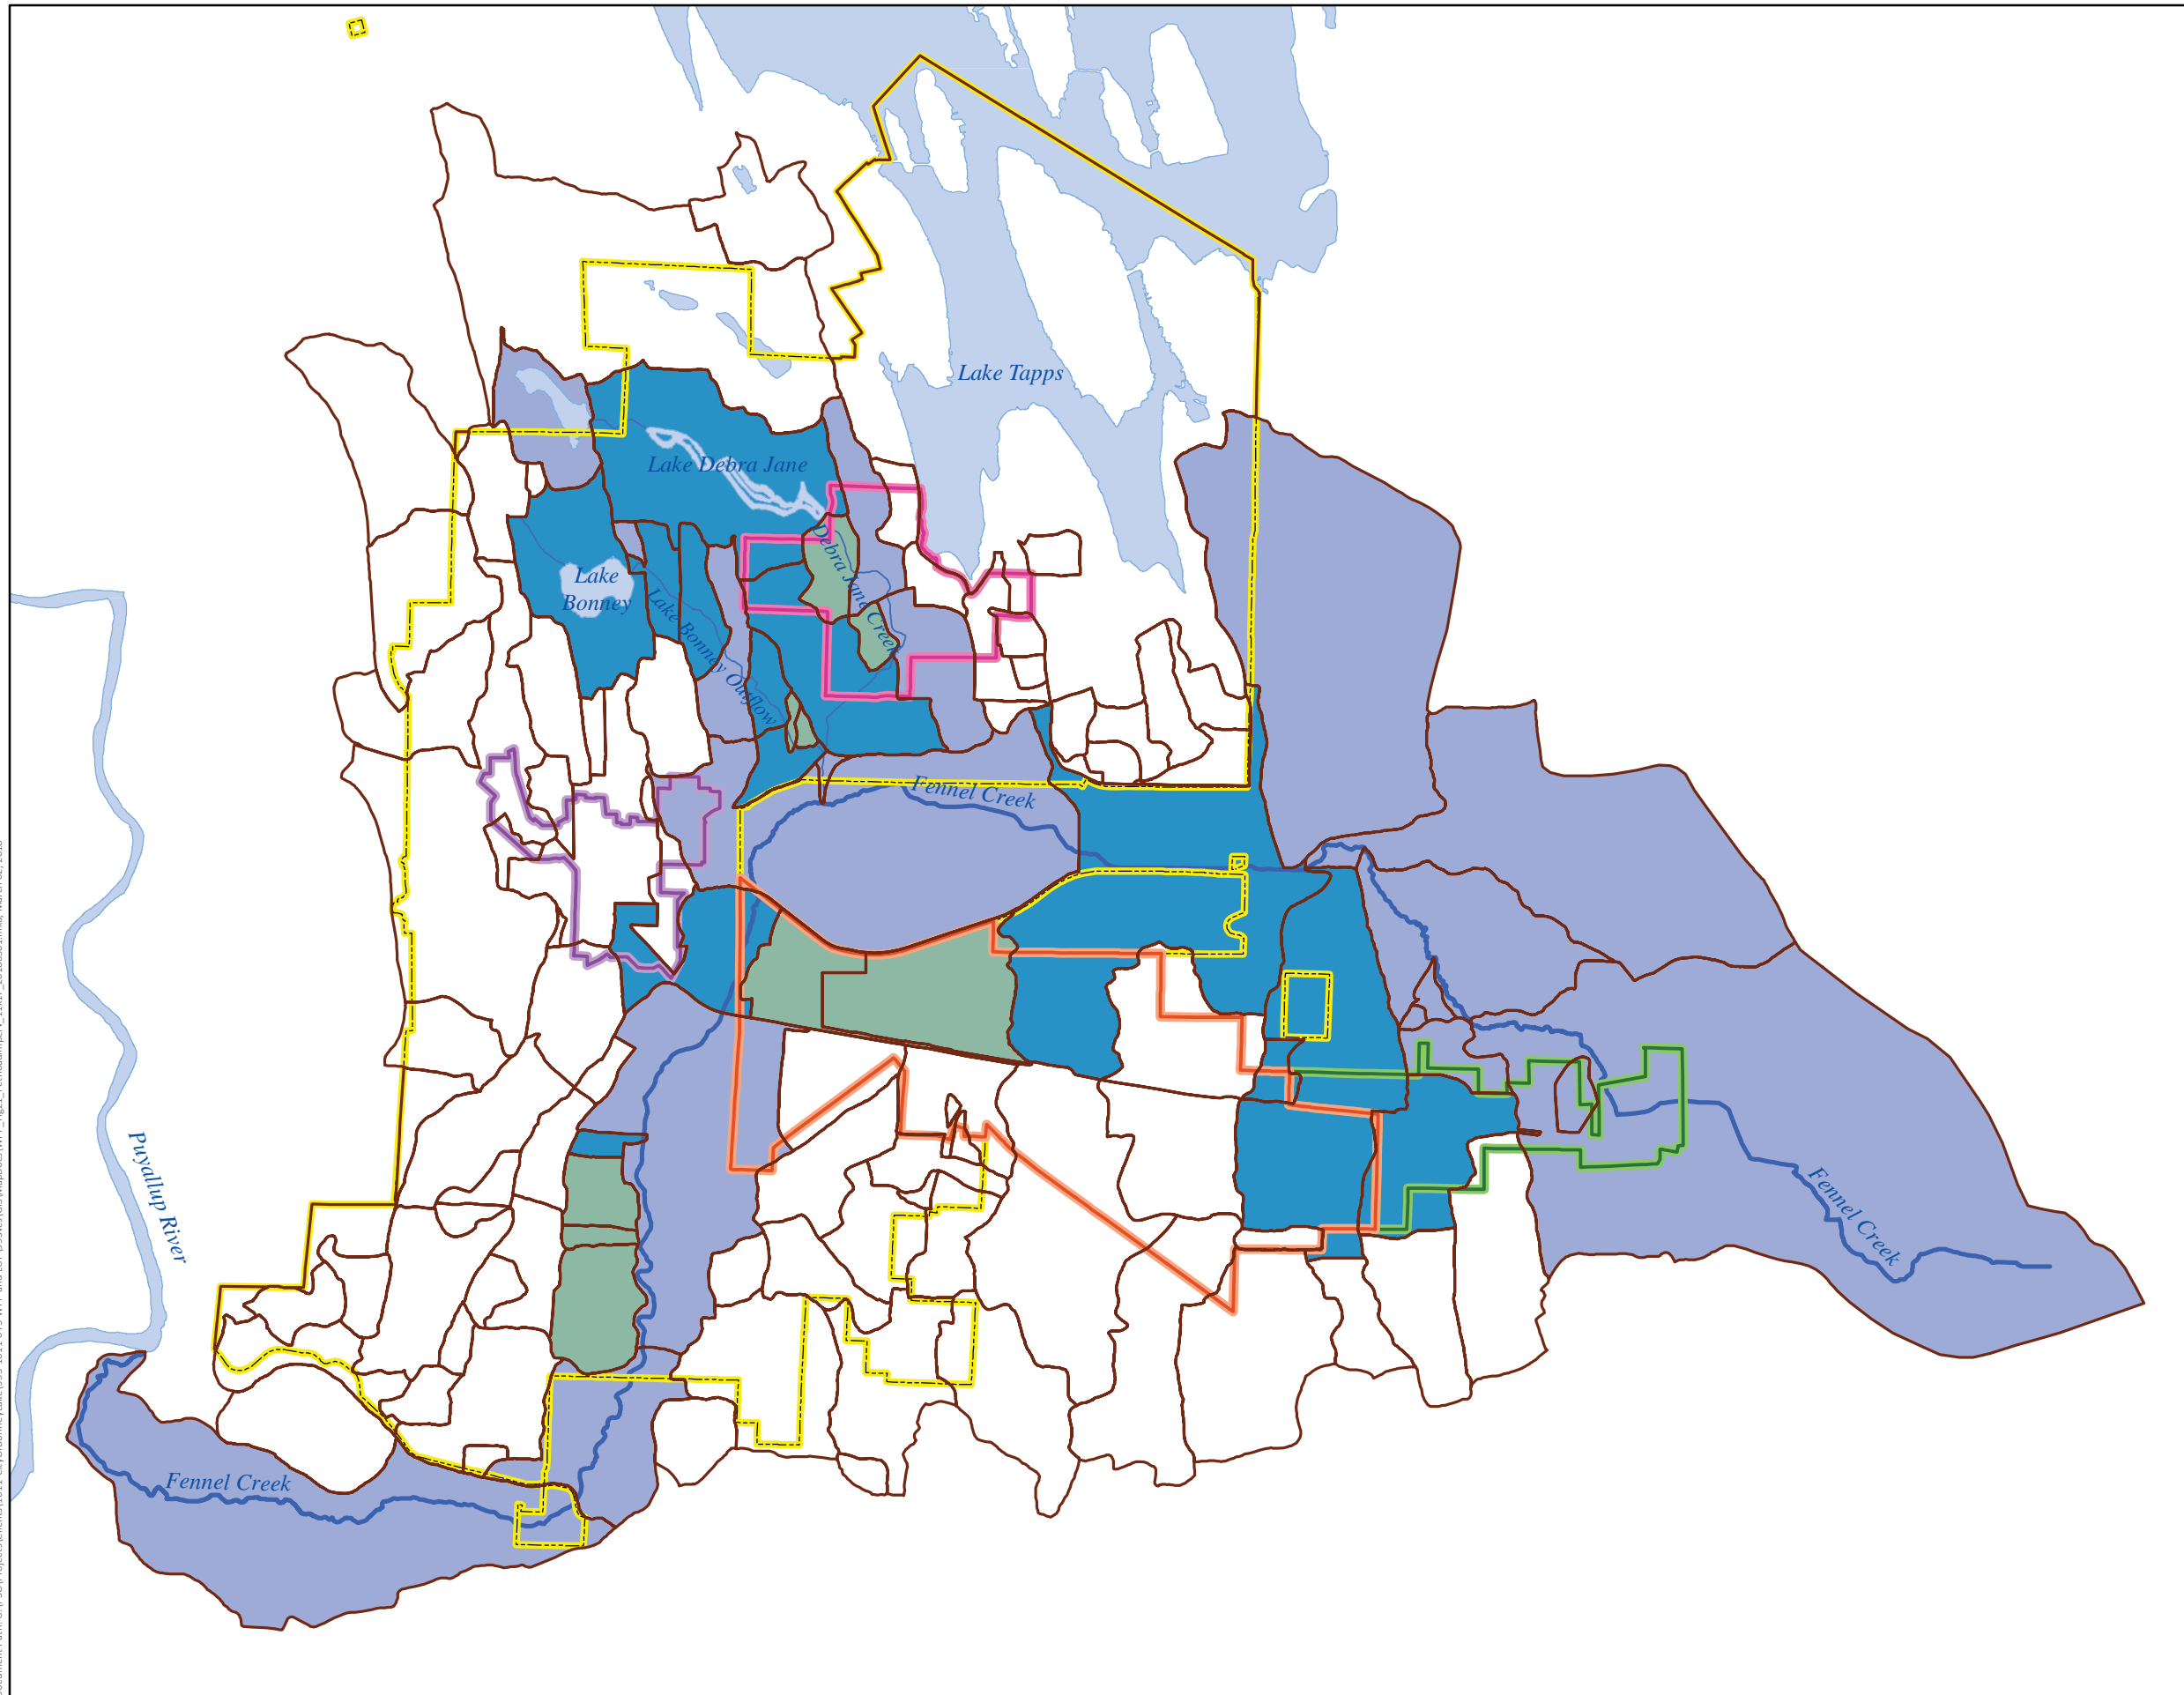 Lake Tapps
Lake Debra Jane
Lake
Bonney
Debra Jane Creek
Lake Bonney Outflow
Fennel Creek
Puyallup River
Fennel Creek
Fennel Creek